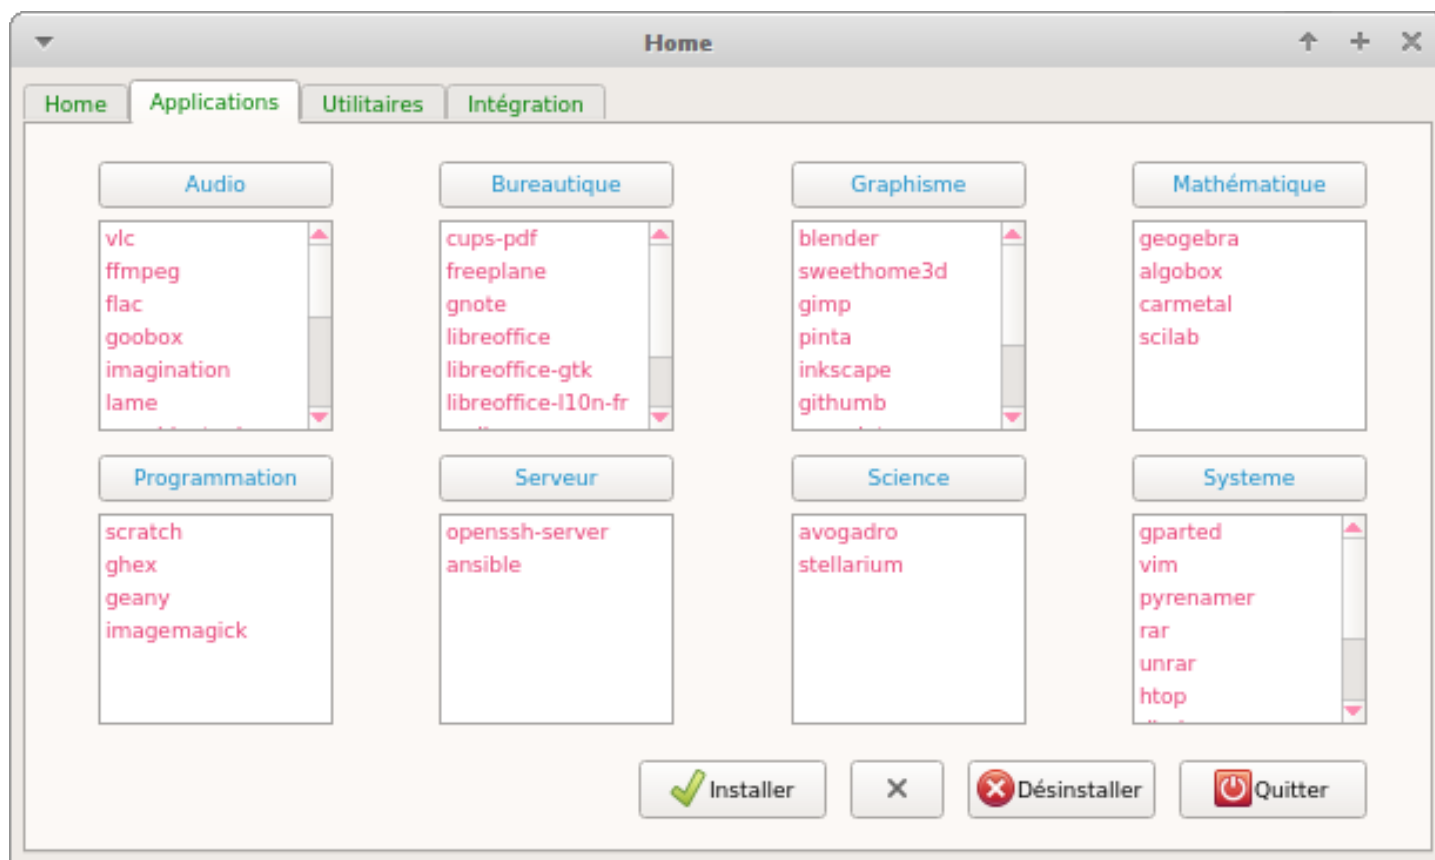 Home
Home Applications Utilitaires Intégration
Audio
vlc
ffmpeg
flac
goobox
imagination
lame
Bureautique
cups-pdf
freeplane
gnote
libreoffice
libreoffice-gtk
libreoffice-l10n-fr
Graphisme
blender
sweethome3d
gimp
pinta
inkscape
githumb
Mathématique
geogebra
algobox
carmetal
scilab
Programmation
scratch
ghex
geany
imagemagick
Serveur
openssh-server
ansible
Science
avogadro
stellarium
Systeme
gparted
vim
pyrenamer
rar
unrar
htop
Installer Désinstaller Quitter